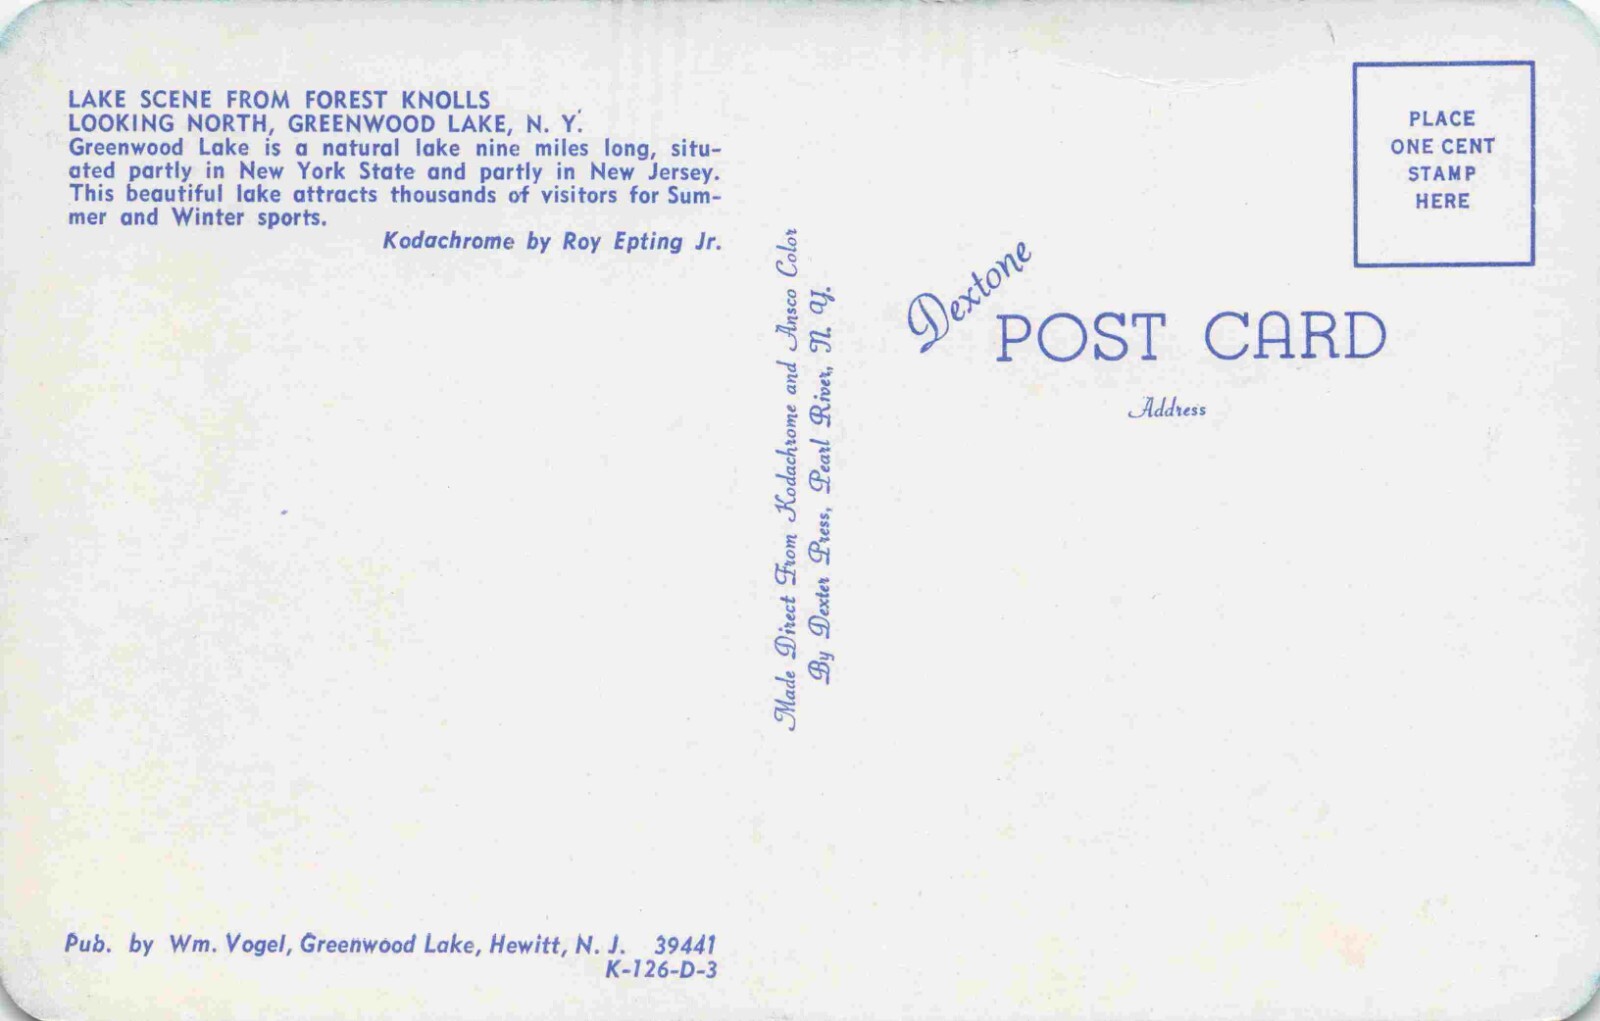 LAKE SCENE FROM FOREST KNOLLS
LOOKING NORTH, GREENWOOD LAKE, N. Y.
Greenwood Lake is a natural lake nine miles long, situ-
ated partly in New York State and partly in New Jersey.
This beautiful lake attracts thousands of visitors for Sum-
mer and Winter sports.
Kodachrome by Roy Epting Jr.
Pub. by Wm. Vogel, Greenwood Lake, Hewitt, N. J. 39441
K-126-D-3
Made Direct From Kodachrome and Ansco Color
By Dexter Press, Pearl River, N. Y.
PLACE
ONE CENT
STAMP
HERE
Dextone
POST CARD
Address